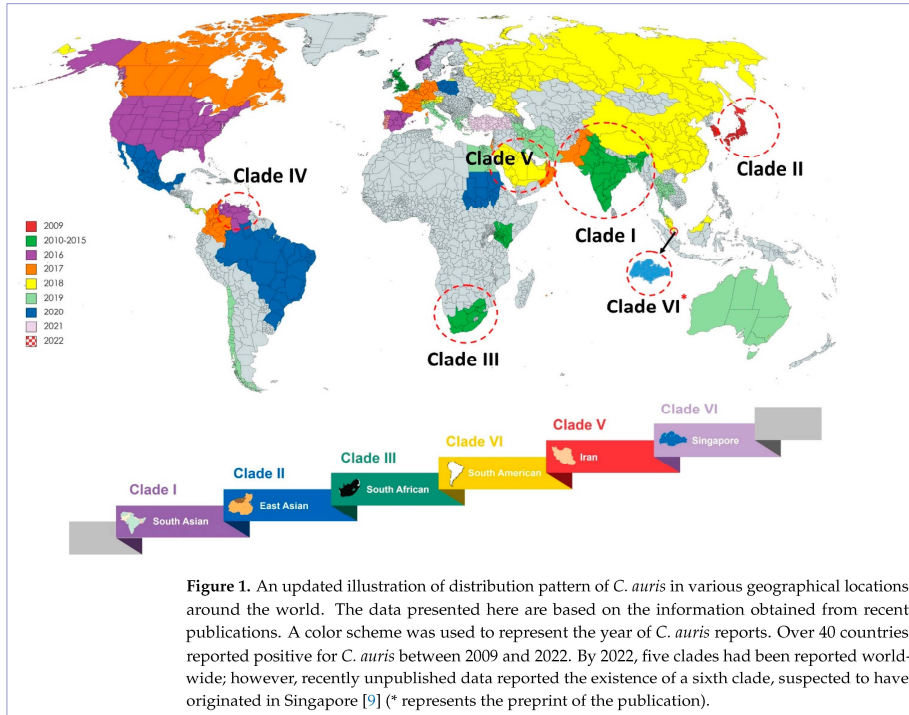 Clade V
Clade II
Clade IV
Clade I
2009
2010-2015
2016
2017
2018
2019
2020
2021
2022
Clade VI*
Clade III
Clade VI
Clade V
Singapore
Clade VI
Iran
Clade III
South American
Clade II
South African
Clade I
East Asian
South Asian
Figure 1. An updated illustration of distribution pattern of C. auris in various geographical locations
around the world. The data presented here are based on the information obtained from recent
publications. A color scheme was used to represent the year of C. auris reports. Over 40 countries
reported positive for C. auris between 2009 and 2022. By 2022, five clades had been reported world-
wide; however, recently unpublished data reported the existence of a sixth clade, suspected to have
originated in Singapore [9] (* represents the preprint of the publication).